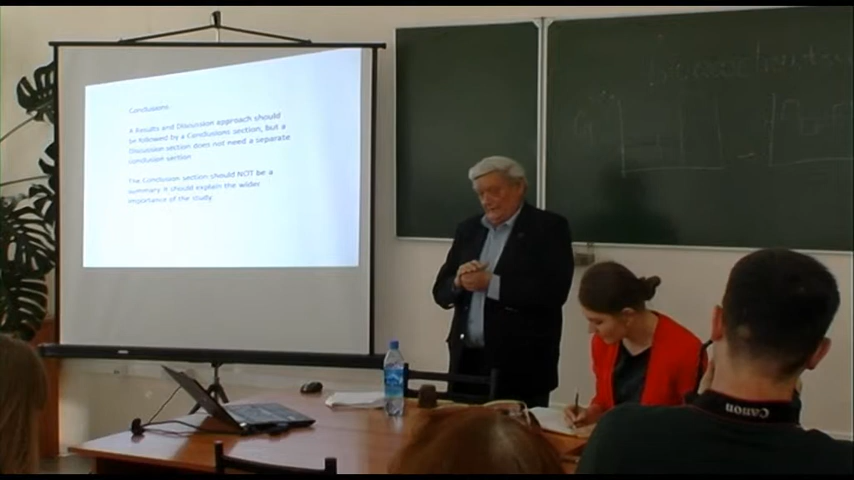 Conclusions
A Results and Discussion approach should
be followed by a Conclusions section, but a
Discussion section does not need a separate
conclusion section.
The Conclusion section should NOT be a
summary it should explain the wider
importance of the study
Canon